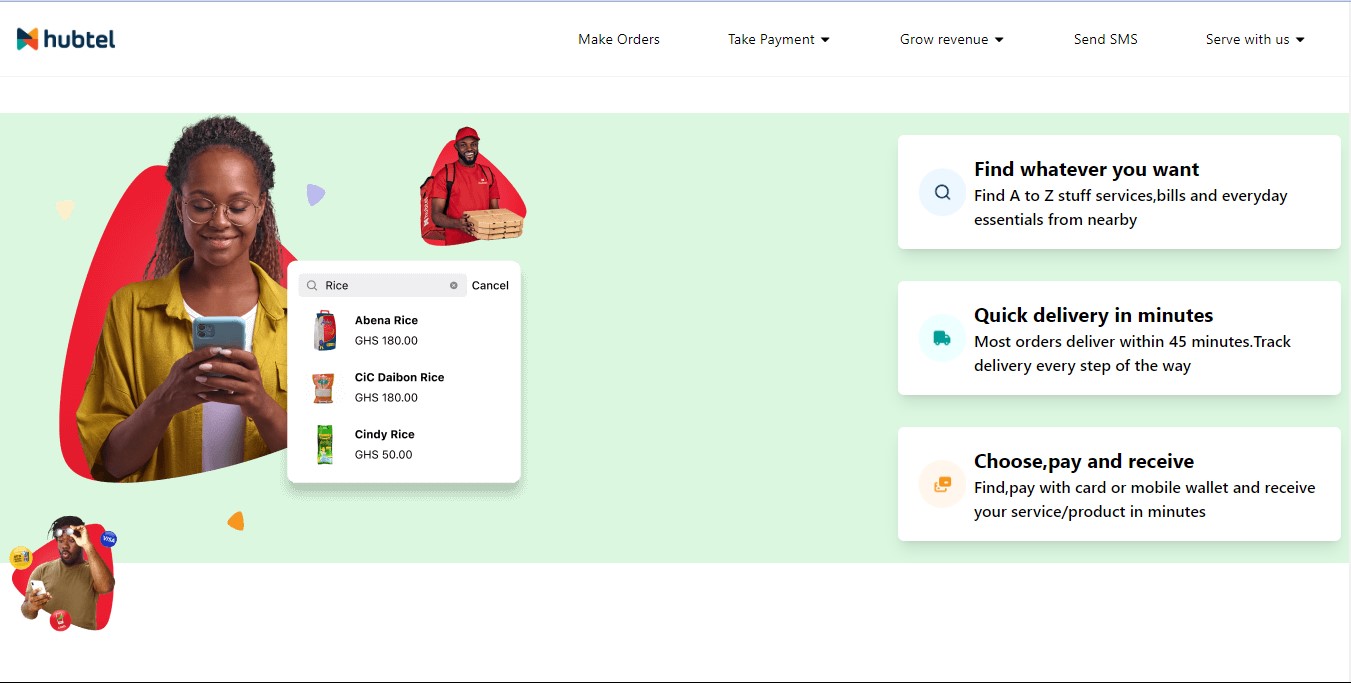 hubtel
Make Orders
Take Payment
Grow revenue
Send SMS
Serve with us
Rice
Cancel
Abena Rice
GHS 180.00
CiC Daibon Rice
GHS 180.00
Cindy Rice
GHS 50.00
Find whatever you want
Find A to Z stuff services,bills and everyday
essentials from nearby
Quick delivery in minutes
Most orders deliver within 45 minutes.Track
delivery every step of the way
Choose,pay and receive
Find,pay with card or mobile wallet and receive
your service/product in minutes
VISA